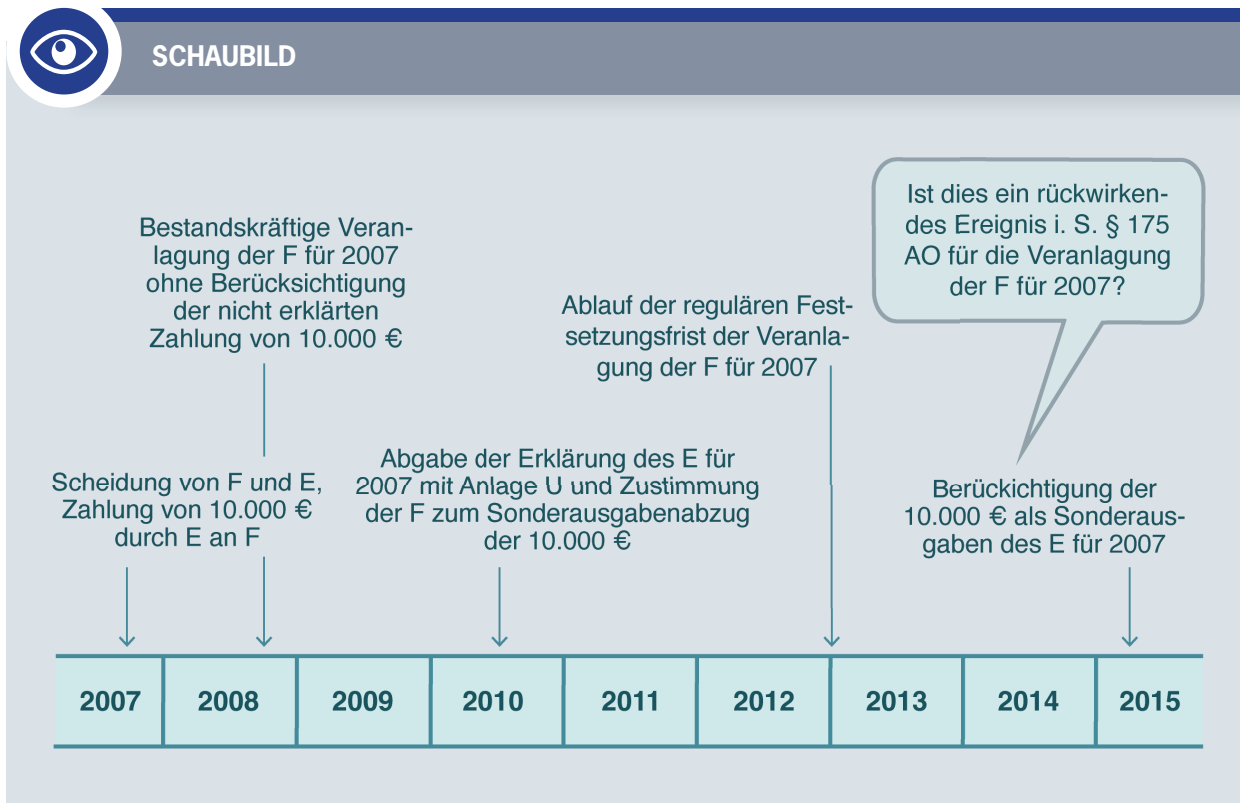 SCHAUBILD
Ist dies ein rückwirken-
des Ereignis i. S. § 175
AO für die Veranlagung
der F für 2007?
Bestandskräftige Veran-
lagung der F für 2007
ohne Berücksichtigung
der nicht erklärten
Zahlung von 10.000 €
Ablauf der regulären Fest-
setzungsfrist der Veranla-
gung der F für 2007
Scheidung von F und E,
Zahlung von 10.000 €
durch E an F
Abgabe der Erklärung des E für
2007 mit Anlage U und Zustimmung
der F zum Sonderausgabenabzug
der 10.000 €
Berückichtigung der
10.000 € als Sonderaus-
gaben des E für 2007
2007 2008 2009 2010 2011 2012 2013 2014 2015